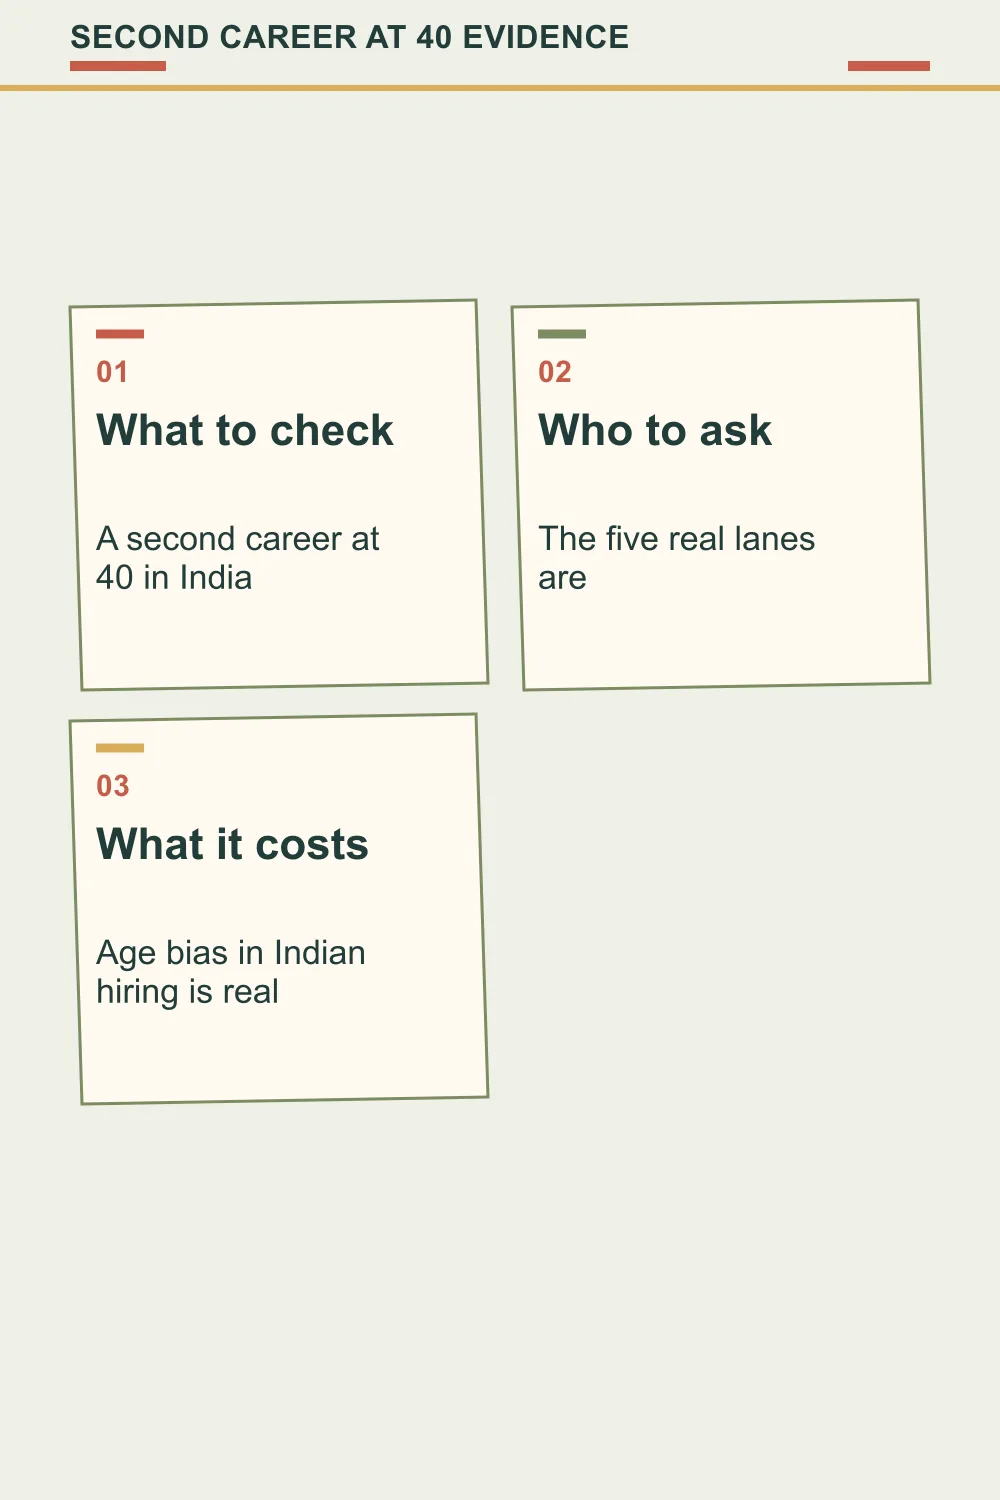 SECOND CAREER AT 40 EVIDENCE
01
What to check
A second career at
40 in India
02
Who to ask
The five real lanes
are
03
What it costs
Age bias in Indian
hiring is real